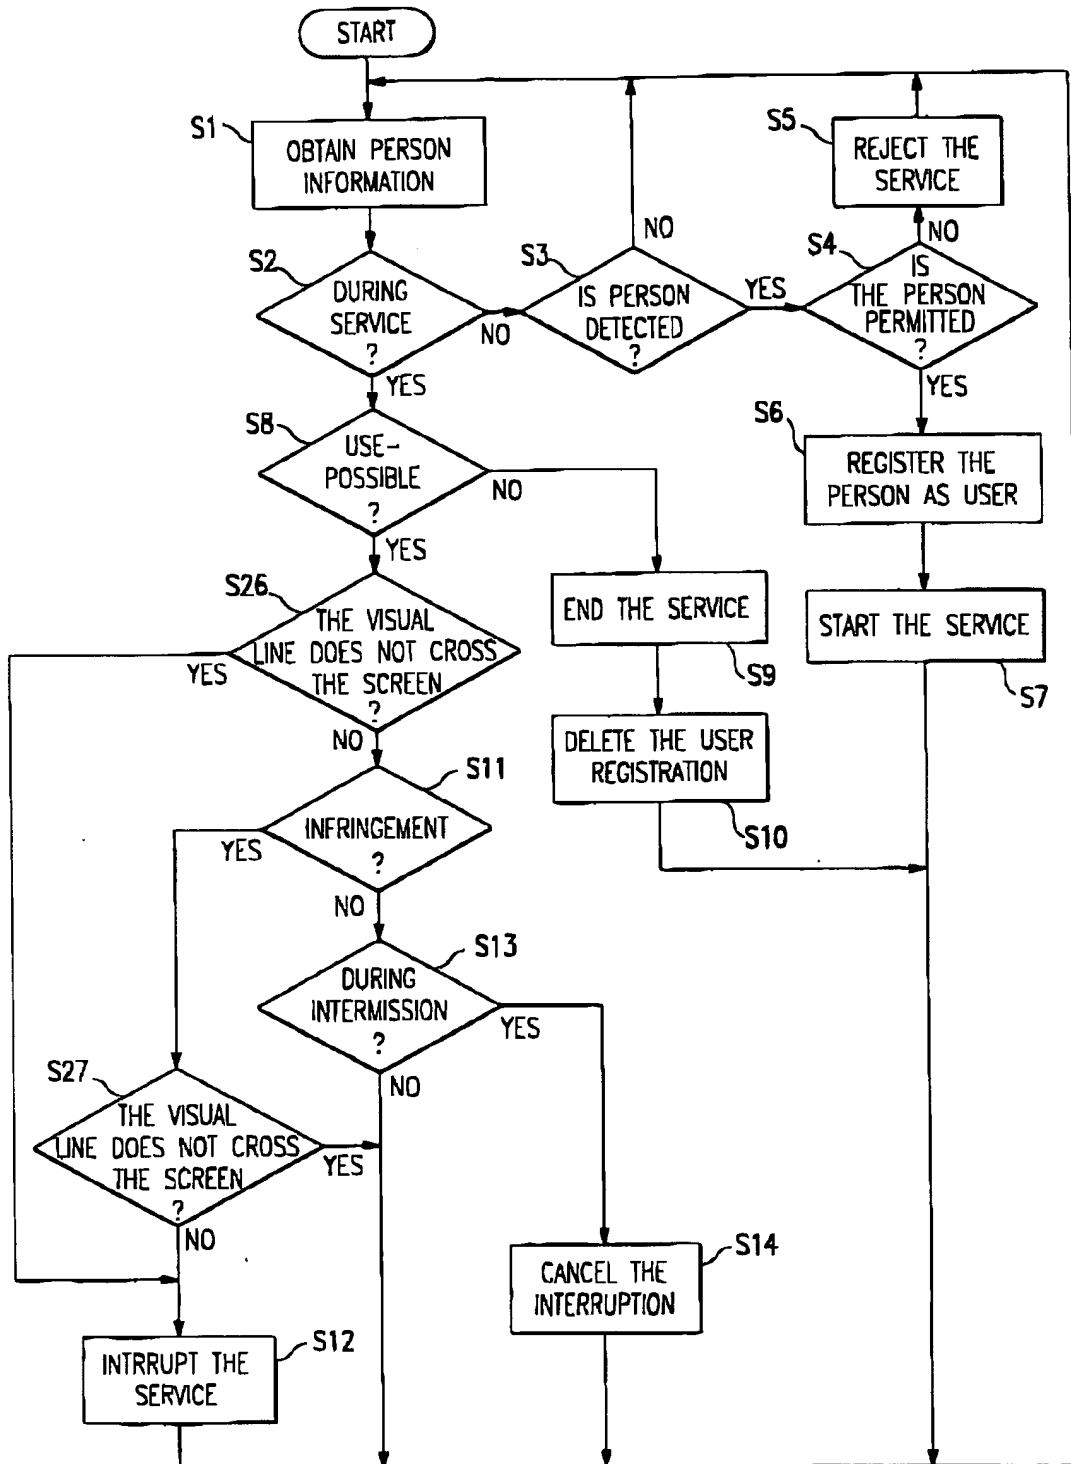 START
S1
OBTAIN PERSON
INFORMATION
S5
REJECT THE
SERVICE
NO
NO
S2
DURING
SERVICE
?
NO
YES
S3
IS PERSON
DETECTED
?
YES
S4
IS
THE PERSON
PERMITTED
?
YES
S8
USE-
POSSIBLE
?
NO
YES
S6
REGISTER THE
PERSON AS USER
S26
THE VISUAL
LINE DOES NOT CROSS
THE SCREEN
?
YES
NO
END THE SERVICE
S9
START THE SERVICE
S7
DELETE THE USER
REGISTRATION
S10
S11
INFRINGEMENT
?
YES
NO
S13
DURING
INTERMISSION
?
YES
NO
S27
THE VISUAL
LINE DOES NOT CROSS
THE SCREEN
?
YES
NO
S14
CANCEL THE
INTERRUPTION
S12
INTRRUPT THE
SERVICE